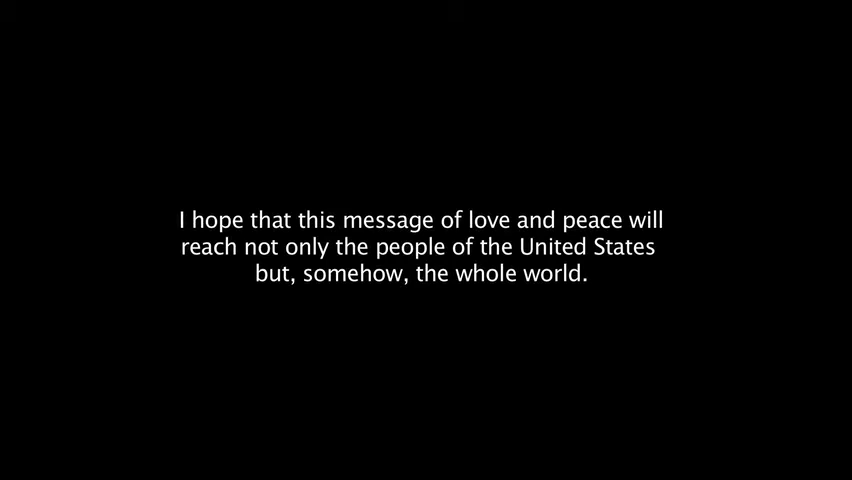 I hope that this message of love and peace will
reach not only the people of the United States
but, somehow, the whole world.